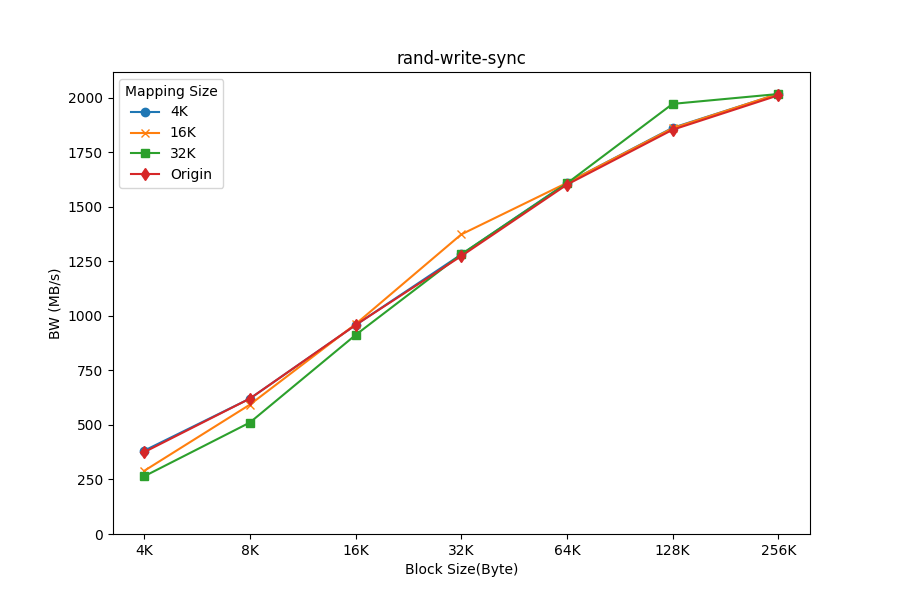 rand-write-sync
Mapping Size
4K
16K
32K
Origin
BW (MB/s)
2000
1750
1500
1250
1000
750
500
250
0
4K 8K 16K 32K 64K 128K 256K
Block Size(Byte)